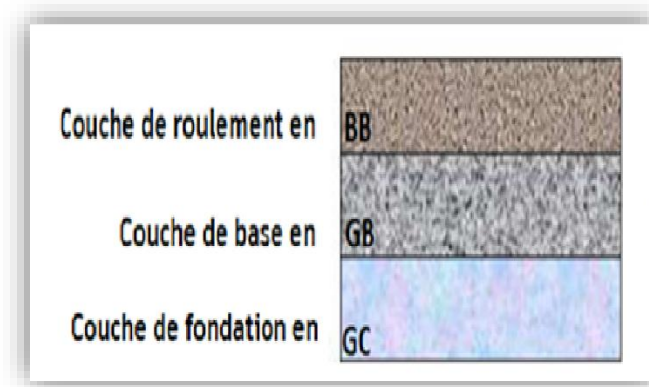 Couche de roulement en BB
Couche de base en GB
Couche de fondation en GC